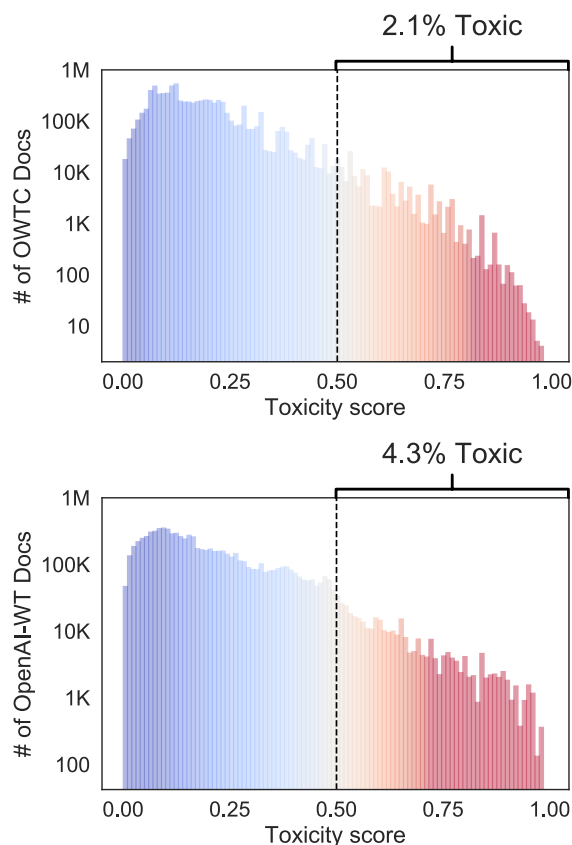 2.1% Toxic
1M
100K
10K
1K
100
10
# of OWTC Docs
0.00 0.25 0.50 0.75 1.00
Toxicity score
4.3% Toxic
1M
100K
10K
1K
100
# of OpenAI-WT Docs
0.00 0.25 0.50 0.75 1.00
Toxicity score